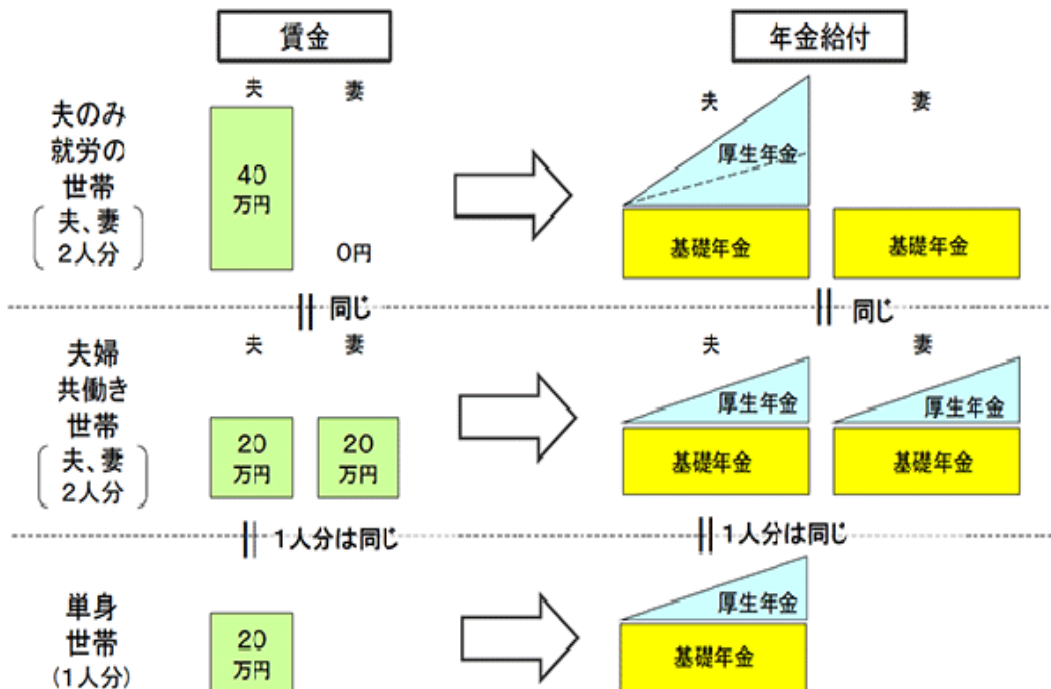 賃金
年金給付
夫 妻
夫 妻
夫のみ
就労の
世帯
夫、妻
2人分
40
万円
0円
厚生年金
基礎年金
基礎年金
同じ
同じ
夫 妻
夫 妻
夫婦
共働き
世帯
夫、妻
2人分
20
万円
20
万円
厚生年金
厚生年金
基礎年金
基礎年金
1人分は同じ
1人分は同じ
単身
世帯
(1人分)
20
万円
厚生年金
基礎年金